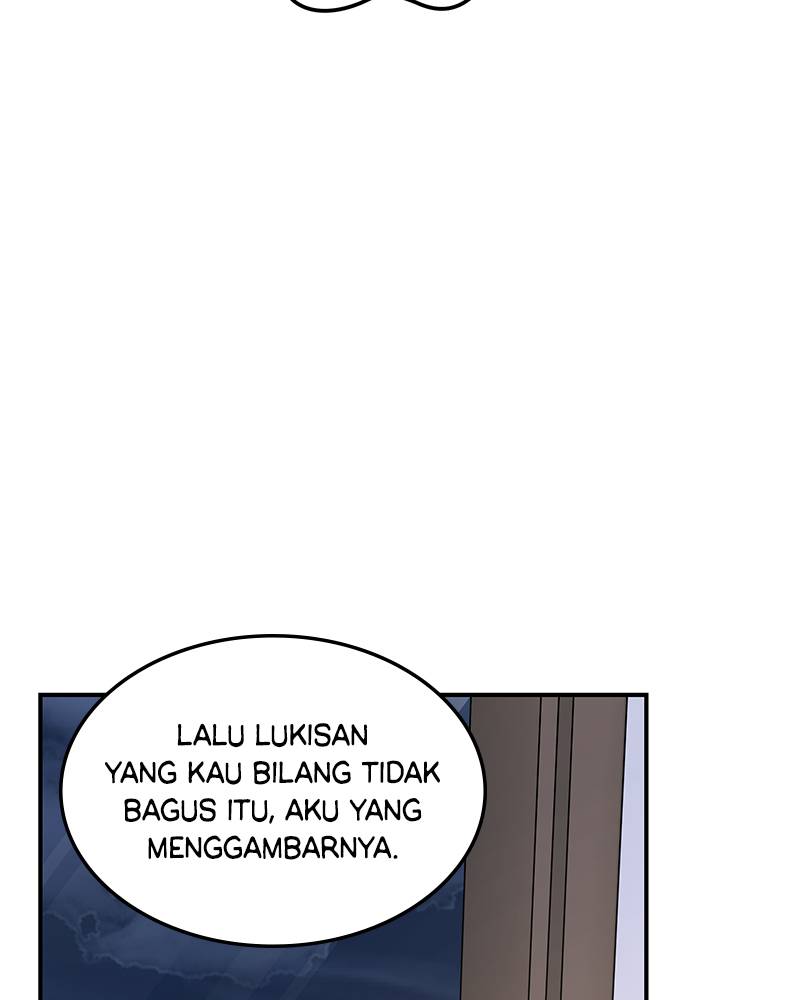 LALU LUKISAN
YANG KAU BILANG TIDAK
BAGUS ITU, AKU YANG
MENGGAMBARNYA.